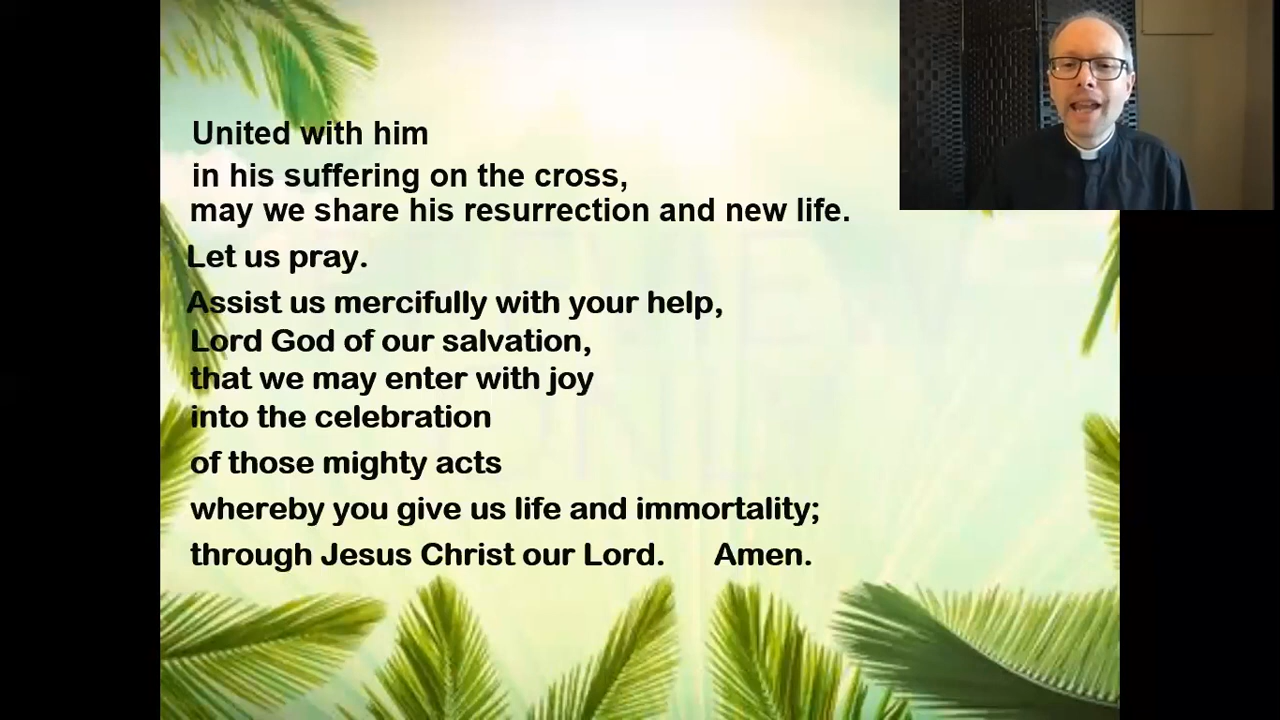 United with him
in his suffering on the cross,
may we share his resurrection and new life.
Let us pray.
Assist us mercifully with your help,
Lord God of our salvation,
that we may enter with joy
into the celebration
of those mighty acts
whereby you give us life and immortality;
through Jesus Christ our Lord. Amen.